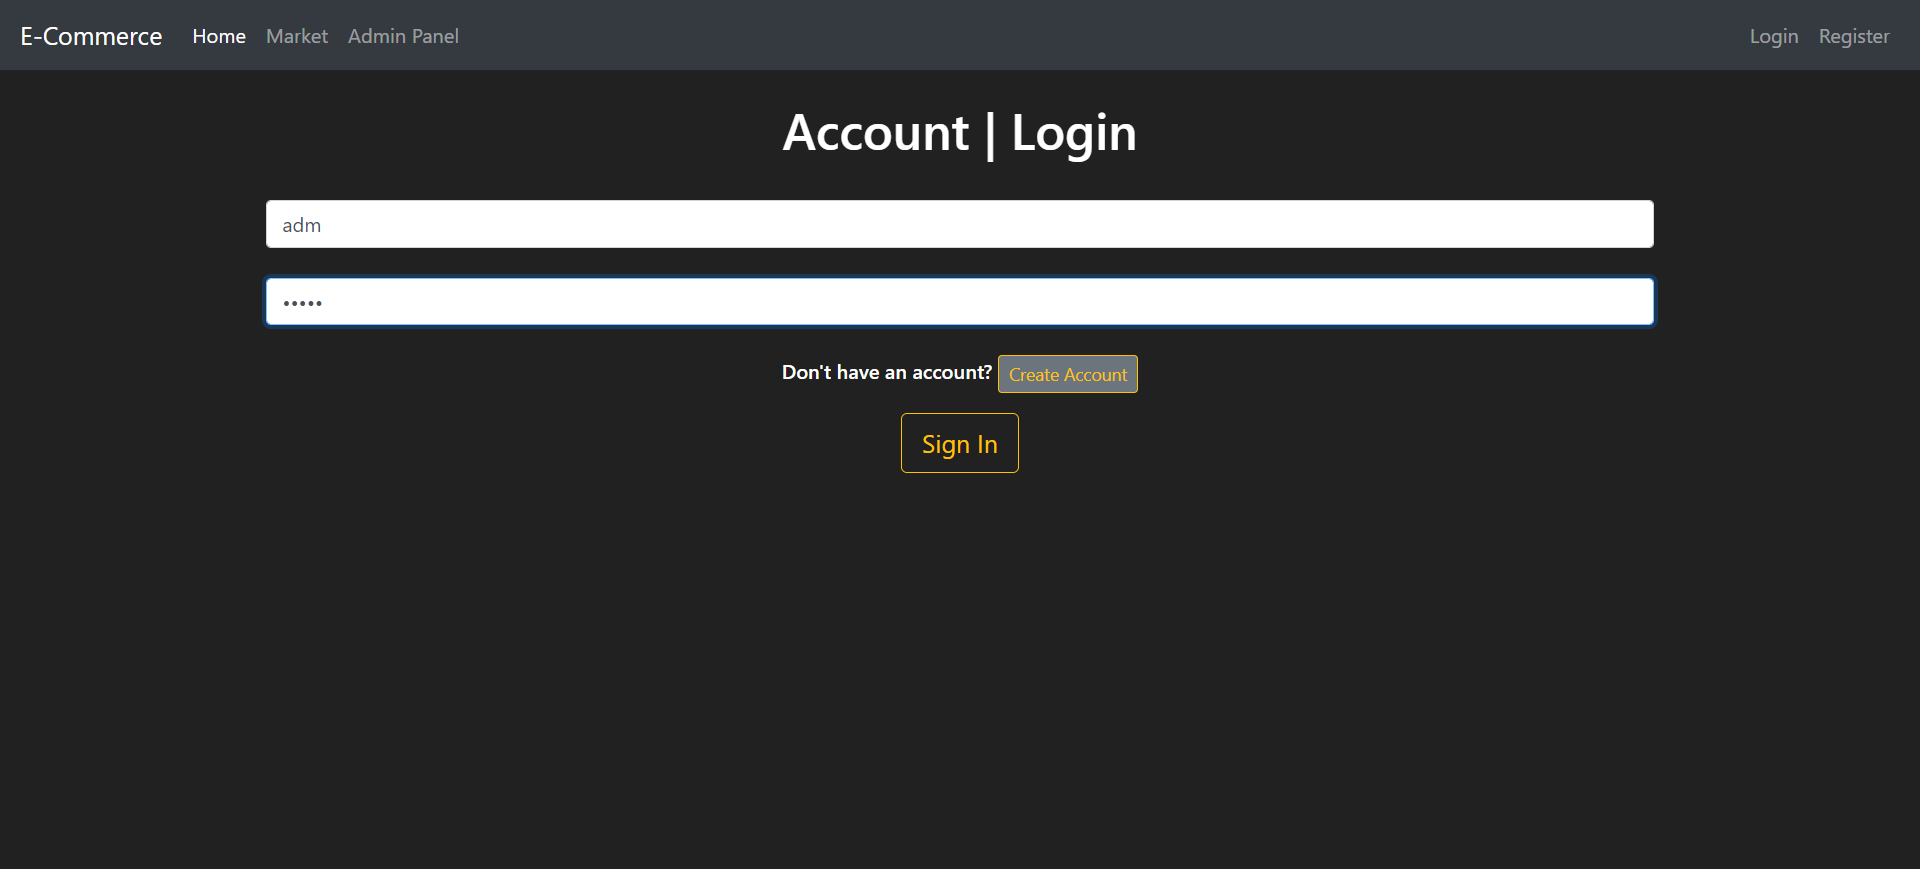 E-Commerce Home Market Admin Panel Login Register
Account | Login
adm
•••••
Don't have an account? Create Account
Sign In